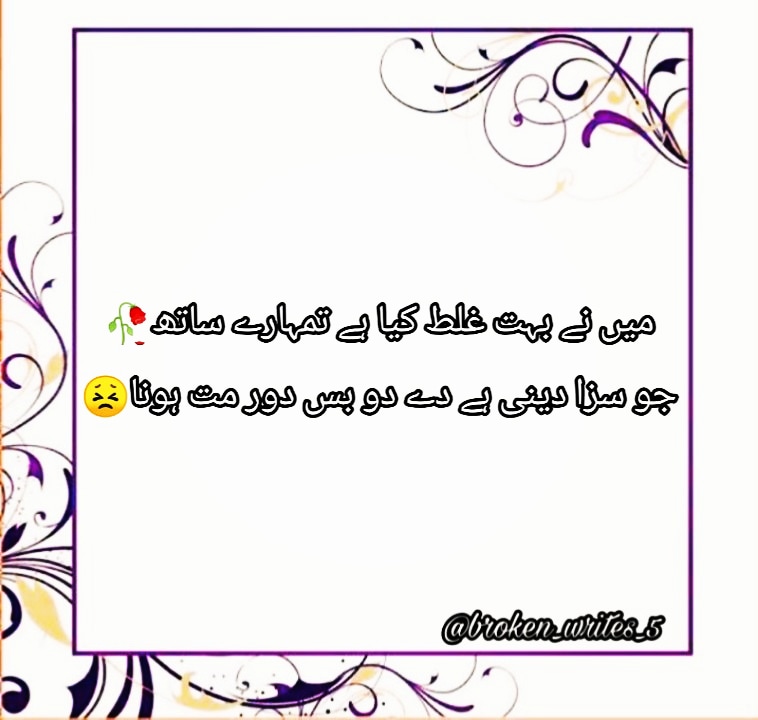 میں نے بہت غلط کیا ہے تمہارے ساتھ🥀
جو سزا دینی ہے دے دو بس دور مت ہونا😣
@broken_writes_5